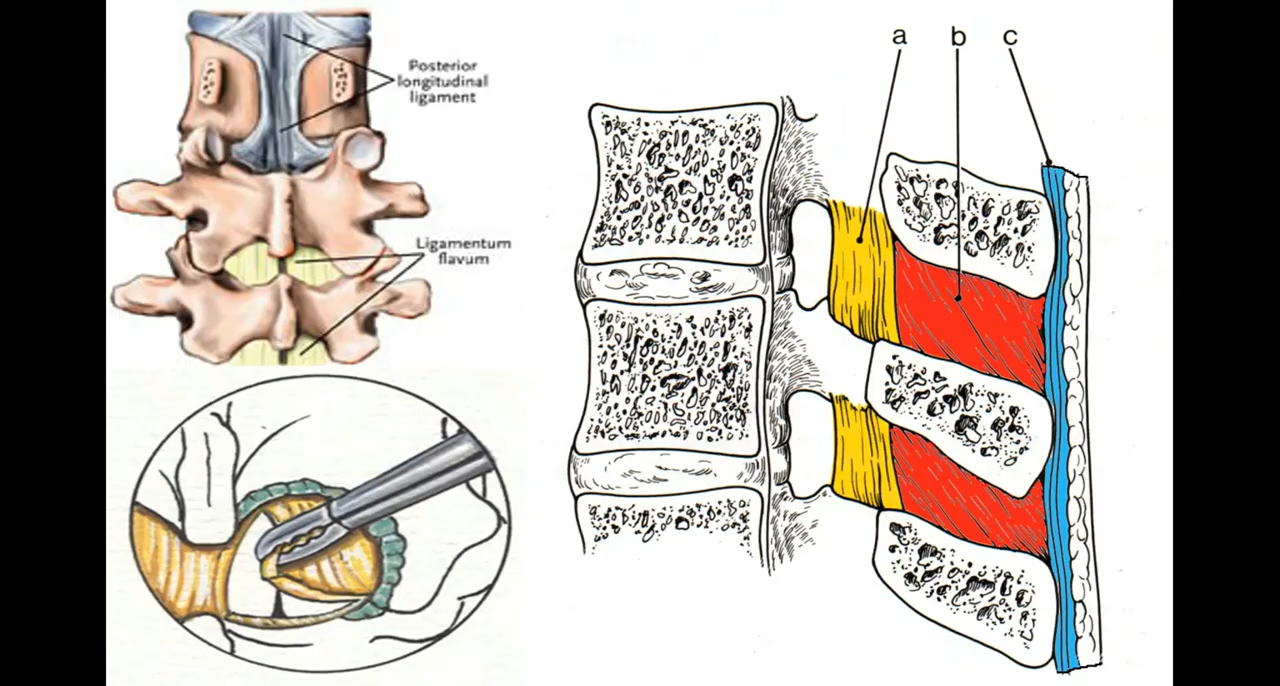 Posterior
longitudinal
ligament
Ligamentum
flavum
a b c